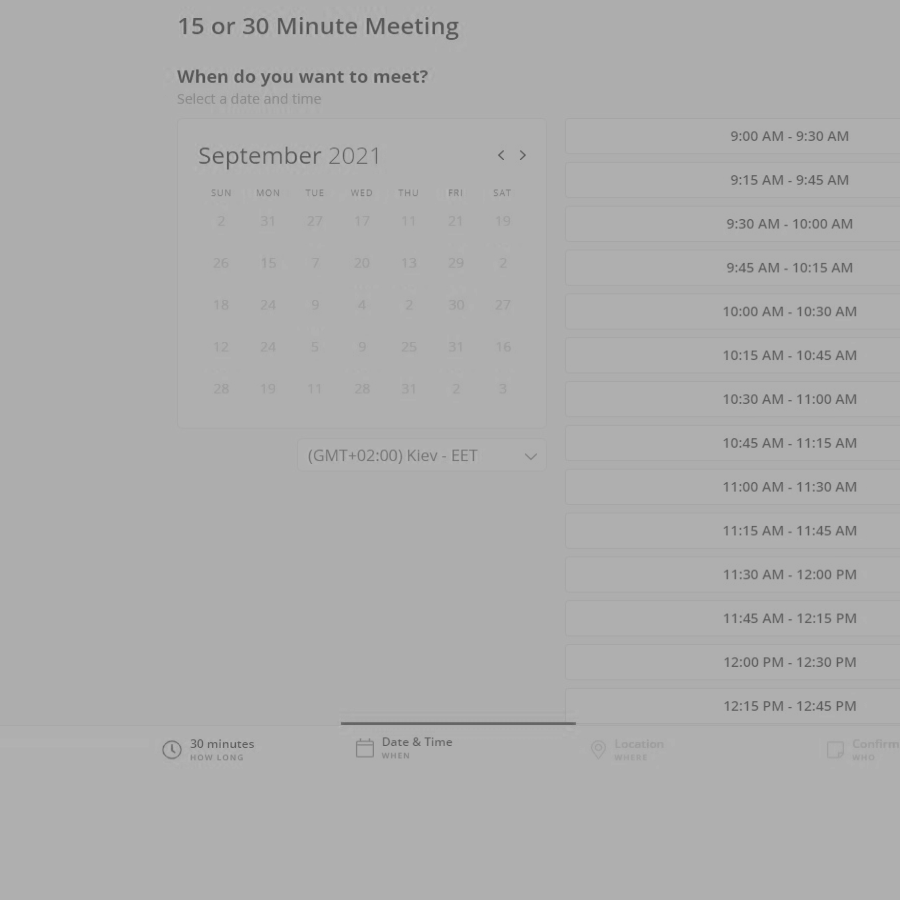 15 or 30 Minute Meeting
When do you want to meet?
Select a date and time
September 2021
SUN MON TUE WED THU FRI SAT
2 31 27 17 11 21 19
26 15 7 20 13 29 2
18 24 9 4 2 30 27
12 24 5 9 25 31 16
28 19 11 28 31 2 3
(GMT+02:00) Kiev - EET
9:00 AM - 9:30 AM
9:15 AM - 9:45 AM
9:30 AM - 10:00 AM
9:45 AM - 10:15 AM
10:00 AM - 10:30 AM
10:15 AM - 10:45 AM
10:30 AM - 11:00 AM
10:45 AM - 11:15 AM
11:00 AM - 11:30 AM
11:15 AM - 11:45 AM
11:30 AM - 12:00 PM
11:45 AM - 12:15 PM
12:00 PM - 12:30 PM
12:15 PM - 12:45 PM
30 minutes
HOW LONG
Date & Time
WHEN
Location
WHERE
Confirm
WHO